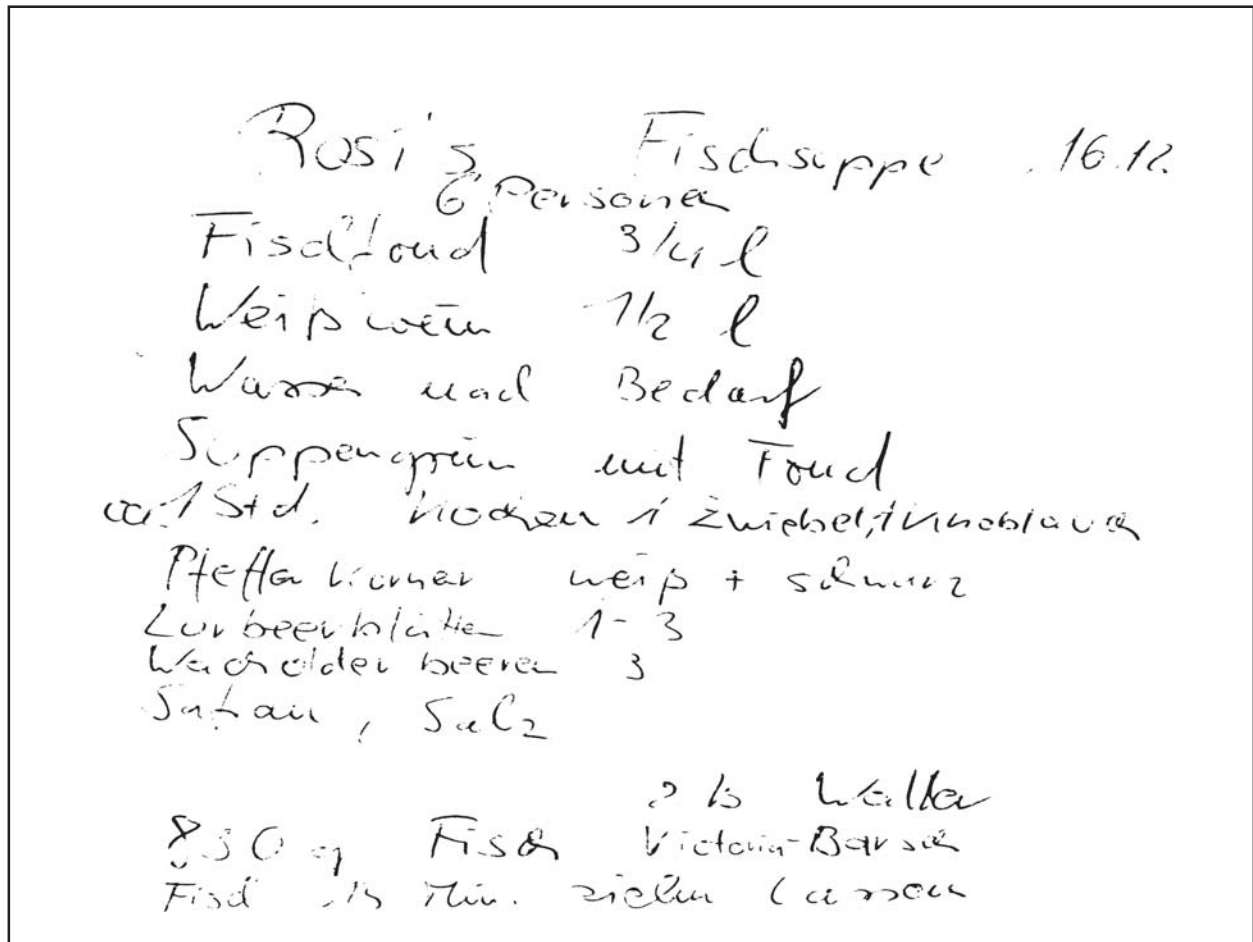 Rosi's Fischsuppe 16.12.
6 Personen
Fischfond 3/4 l
Weißwein 1/2 l
Wasser nach Bedarf
Suppengrün mit Fond
ca. 1 Std. kochen 1 Zwiebel, 1 Knoblauch
Pfefferkörner weiß + schwarz
Lorbeerblätter 1-3
Wacholderbeeren 3
Safran, Salz
Waller
Fisch Victoria-Barsch
Fisch 15 Min. ziehen lassen